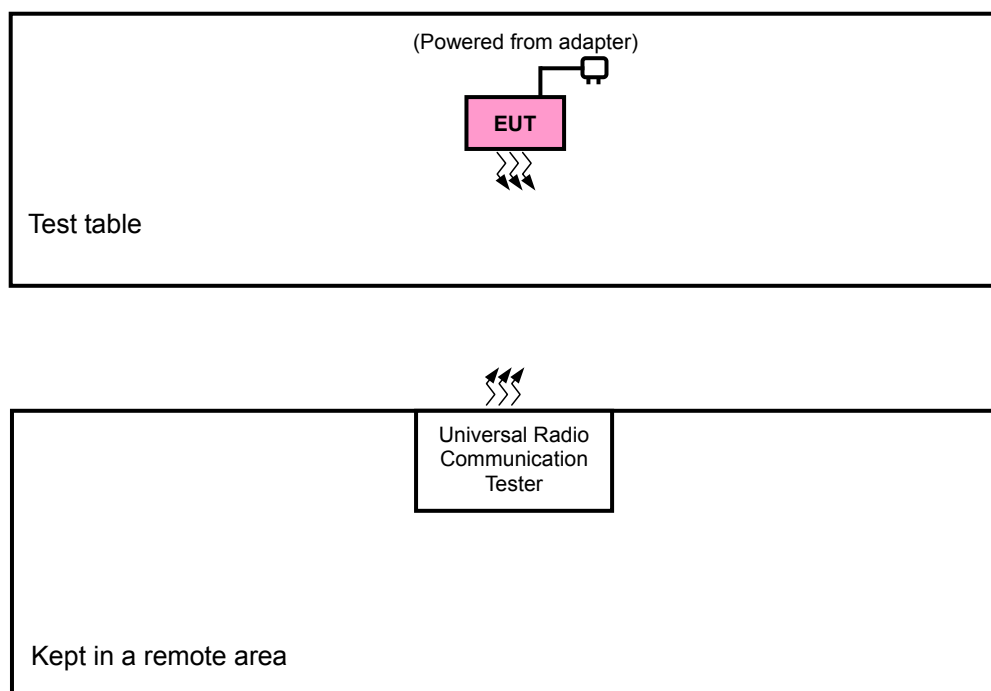 (Powered from adapter)
EUT
Test table
Universal Radio
Communication
Tester
Kept in a remote area